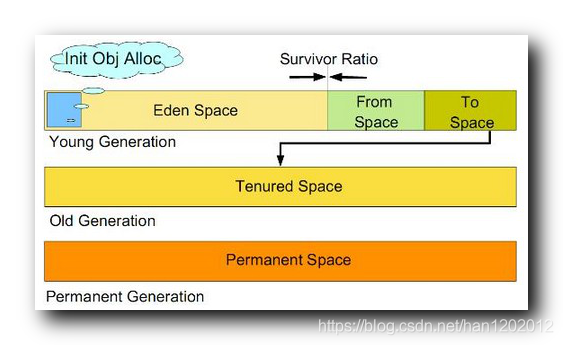 Init Obj Alloc
Survivor Ratio
Eden Space
From
Space
To
Space
Young Generation
Tenured Space
Old Generation
Permanent Space
Permanent Generation
https://blog.csdn.net/han1202012